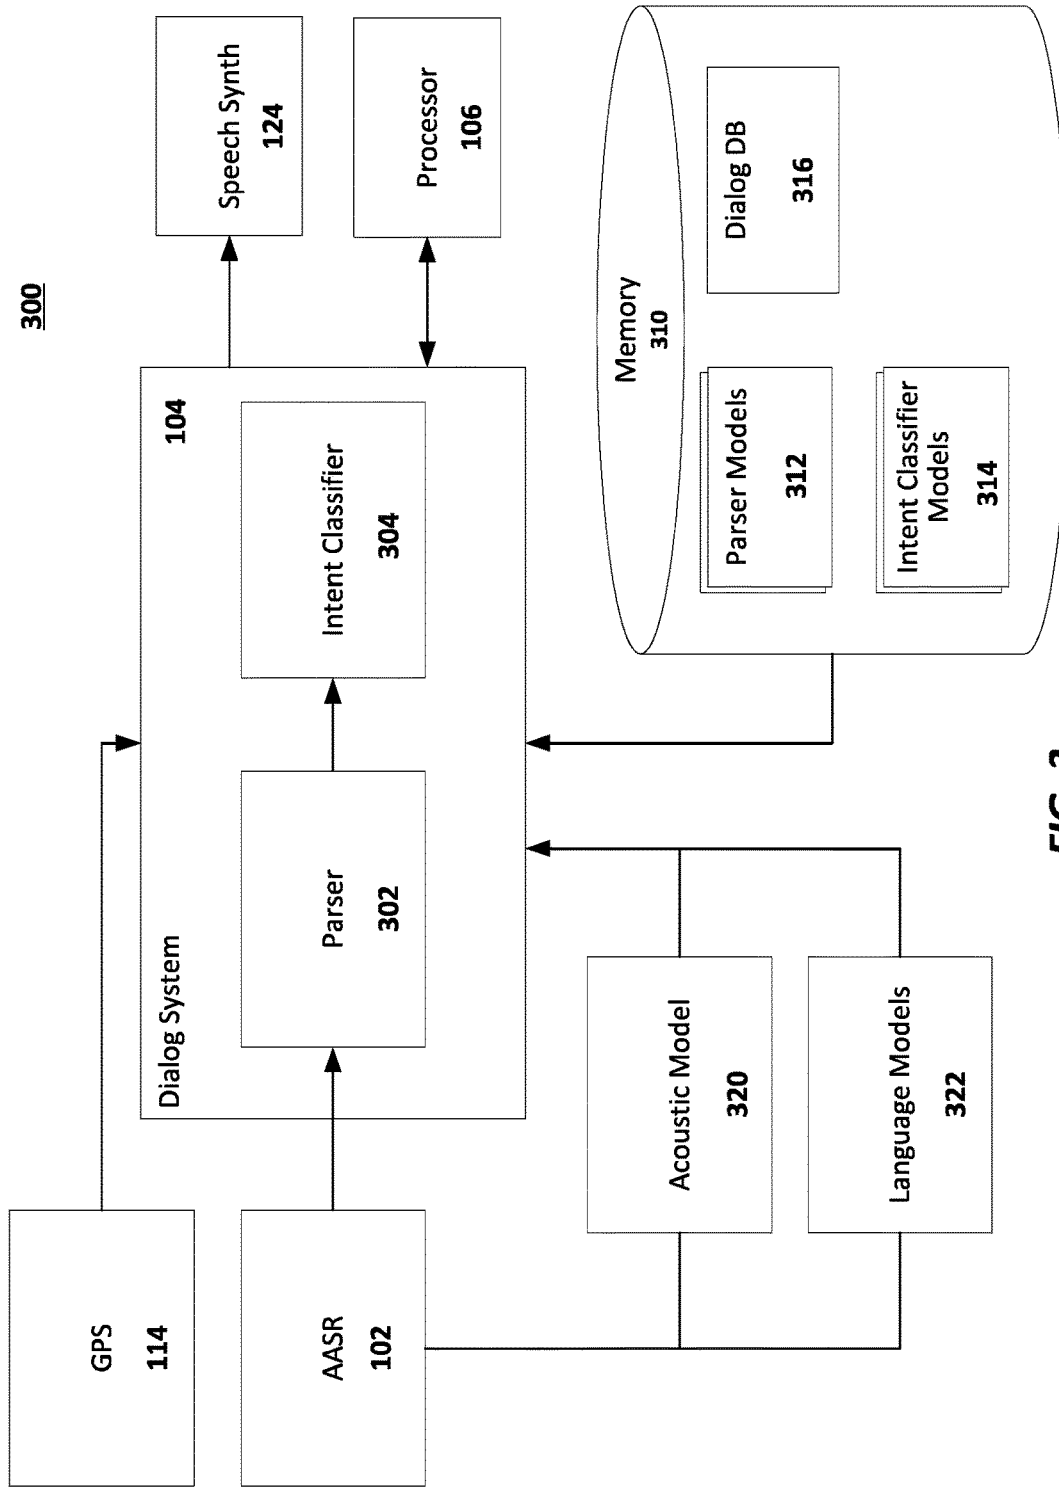 300
GPS
114
Dialog System
104
Speech Synth
124
AASR
102
Parser
302
Intent Classifier
304
Processor
106
Acoustic Model
320
Language Models
322
Memory
310
Parser Models
312
Dialog DB
316
Intent Classifier
Models
314
FIG.